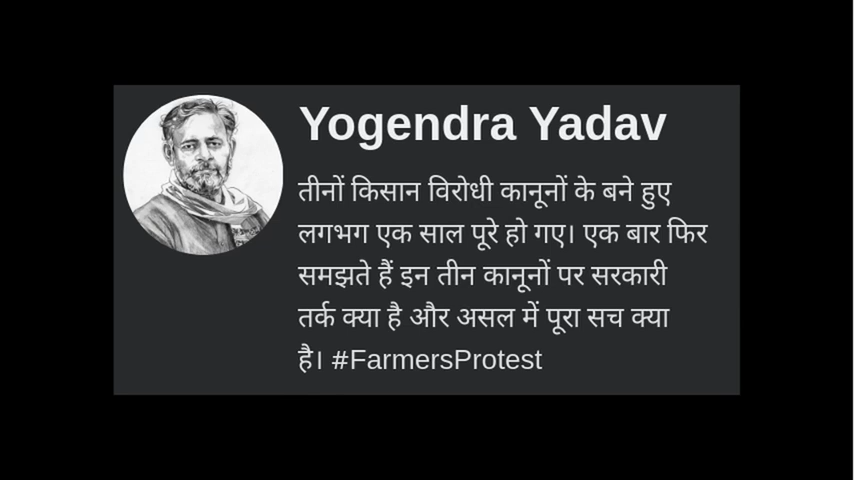 Yogendra Yadav
तीनों किसान विरोधी कानूनों के बने हुए
लगभग एक साल पूरे हो गए। एक बार फिर
समझते हैं इन तीन कानूनों पर सरकारी
तर्क क्या है और असल में पूरा सच क्या
है। #FarmersProtest